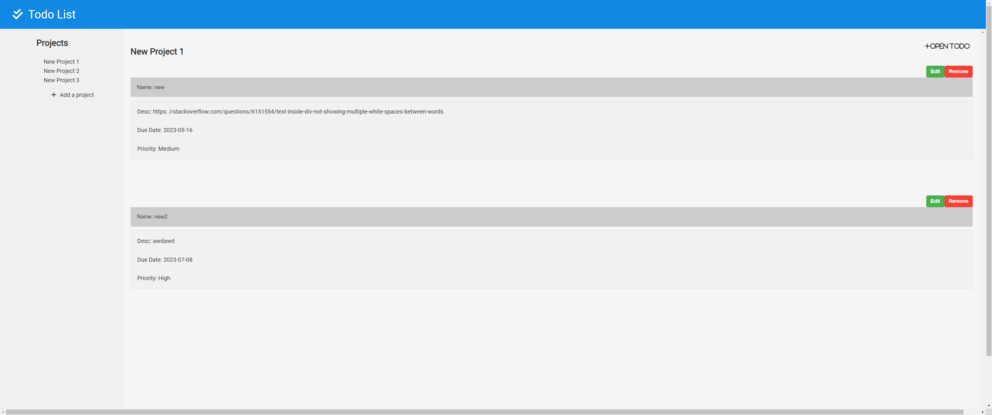 Todo List
Projects
New Project 1
New Project 2
New Project 3
+ Add a project
New Project 1
+OPEN TODO
Edit Remove
Name: new
Desc: https: //stackoverflow.com/questions/6151554/text-inside-div-not-showing-multiple-white-spaces-between-words
Due Date: 2023-05-16
Priority: Medium
Edit Remove
Name: new2
Desc: awdawd
Due Date: 2023-07-08
Priority: High